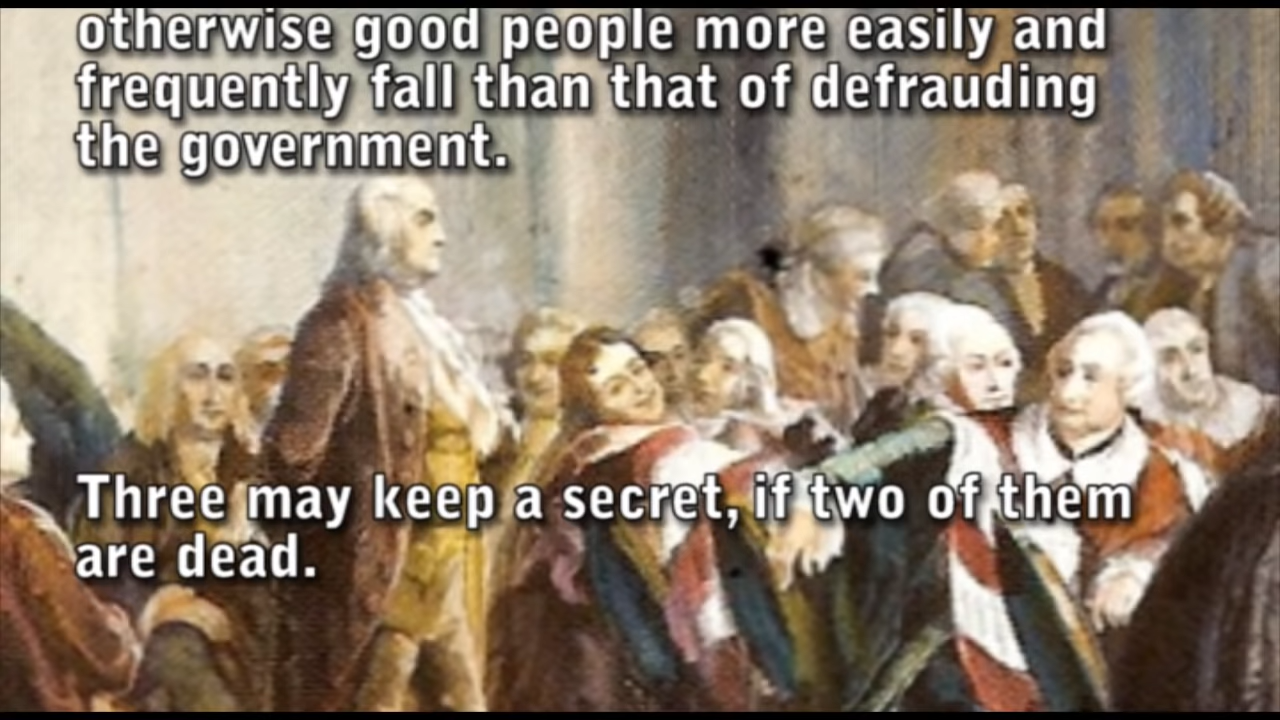 otherwise good people more easily and
frequently fall than that of defrauding
the government.
Three may keep a secret, if two of them
are dead.